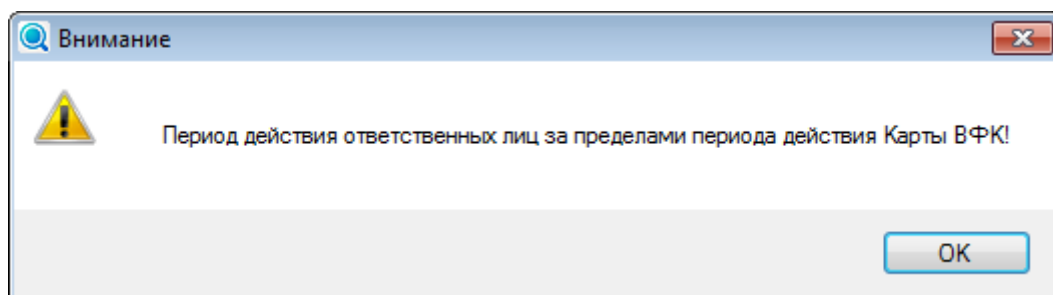 Внимание
Период действия ответственных лиц за пределами периода действия Карты ВФК!
OK